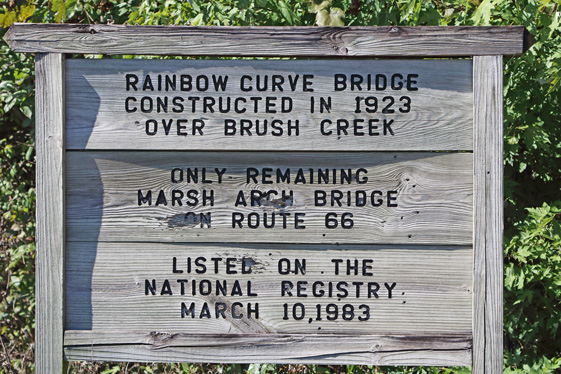 RAINBOW CURVE BRIDGE
CONSTRUCTED IN 1923
OVER BRUSH CREEK
ONLY REMAINING
MARSH ARCH BRIDGE
ON ROUTE 66
LISTED ON THE
NATIONAL REGISTRY
MARCH 10,1983